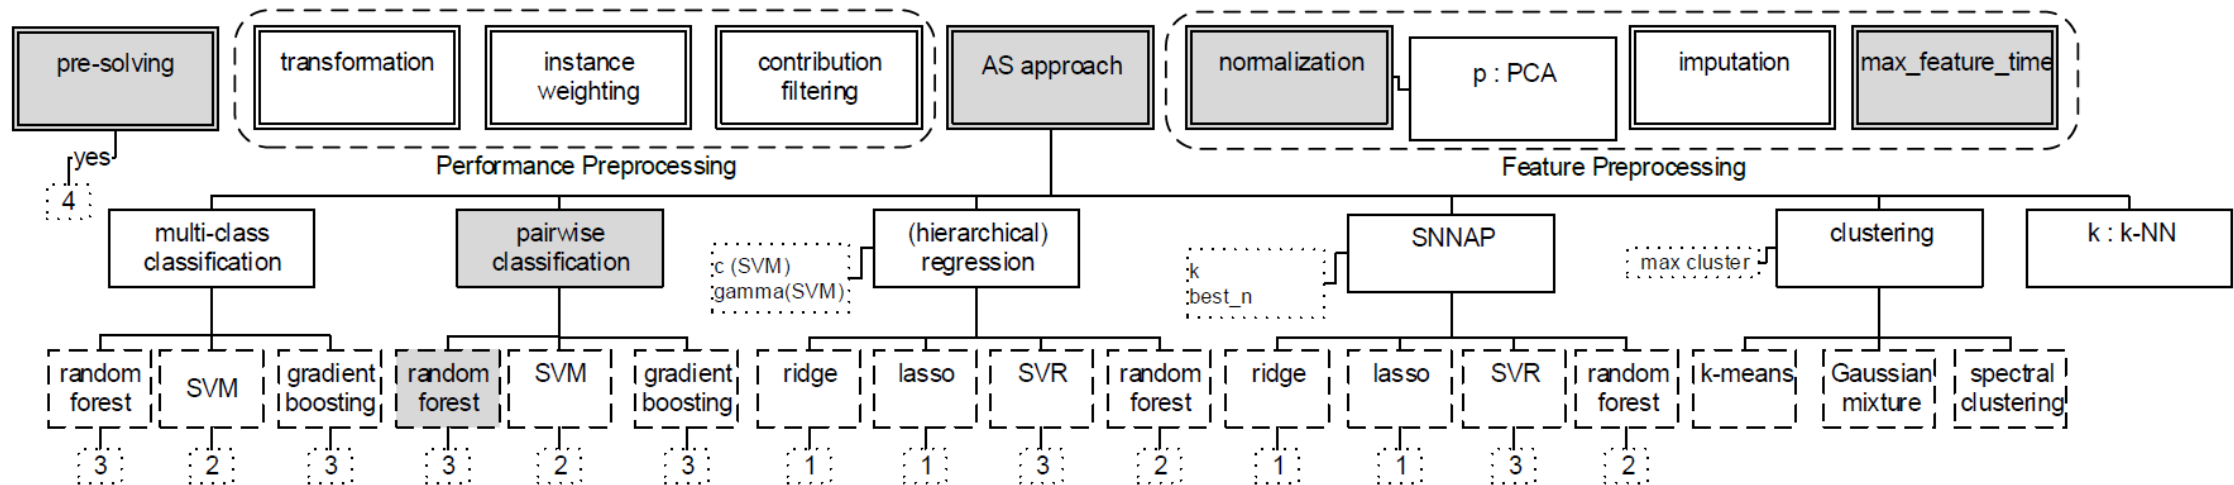 pre-solving
transformation
instance
weighting
contribution
filtering
AS approach
normalization
p : PCA
imputation
max_feature_time
yes
4
Performance Preprocessing
Feature Preprocessing
multi-class
classification
pairwise
classification
c (SVM)
gamma(SVM)
(hierarchical)
regression
k
best_n
SNNAP
max cluster
clustering
k : k-NN
random
forest
SVM
gradient
boosting
random
forest
SVM
gradient
boosting
ridge
lasso
SVR
random
forest
ridge
lasso
SVR
random
forest
k-means
Gaussian
mixture
spectral
clustering
3
2
3
3
2
3
1
1
3
2
1
1
3
2